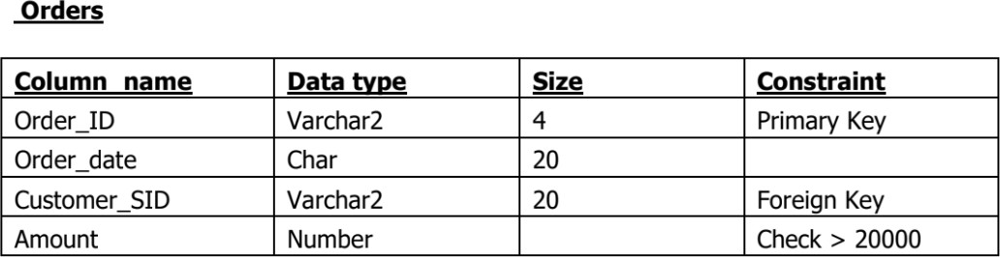 Orders
Column_name Data type Size Constraint
Order_ID Varchar2 4 Primary Key
Order_date Char 20
Customer_SID Varchar2 20 Foreign Key
Amount Number Check > 20000